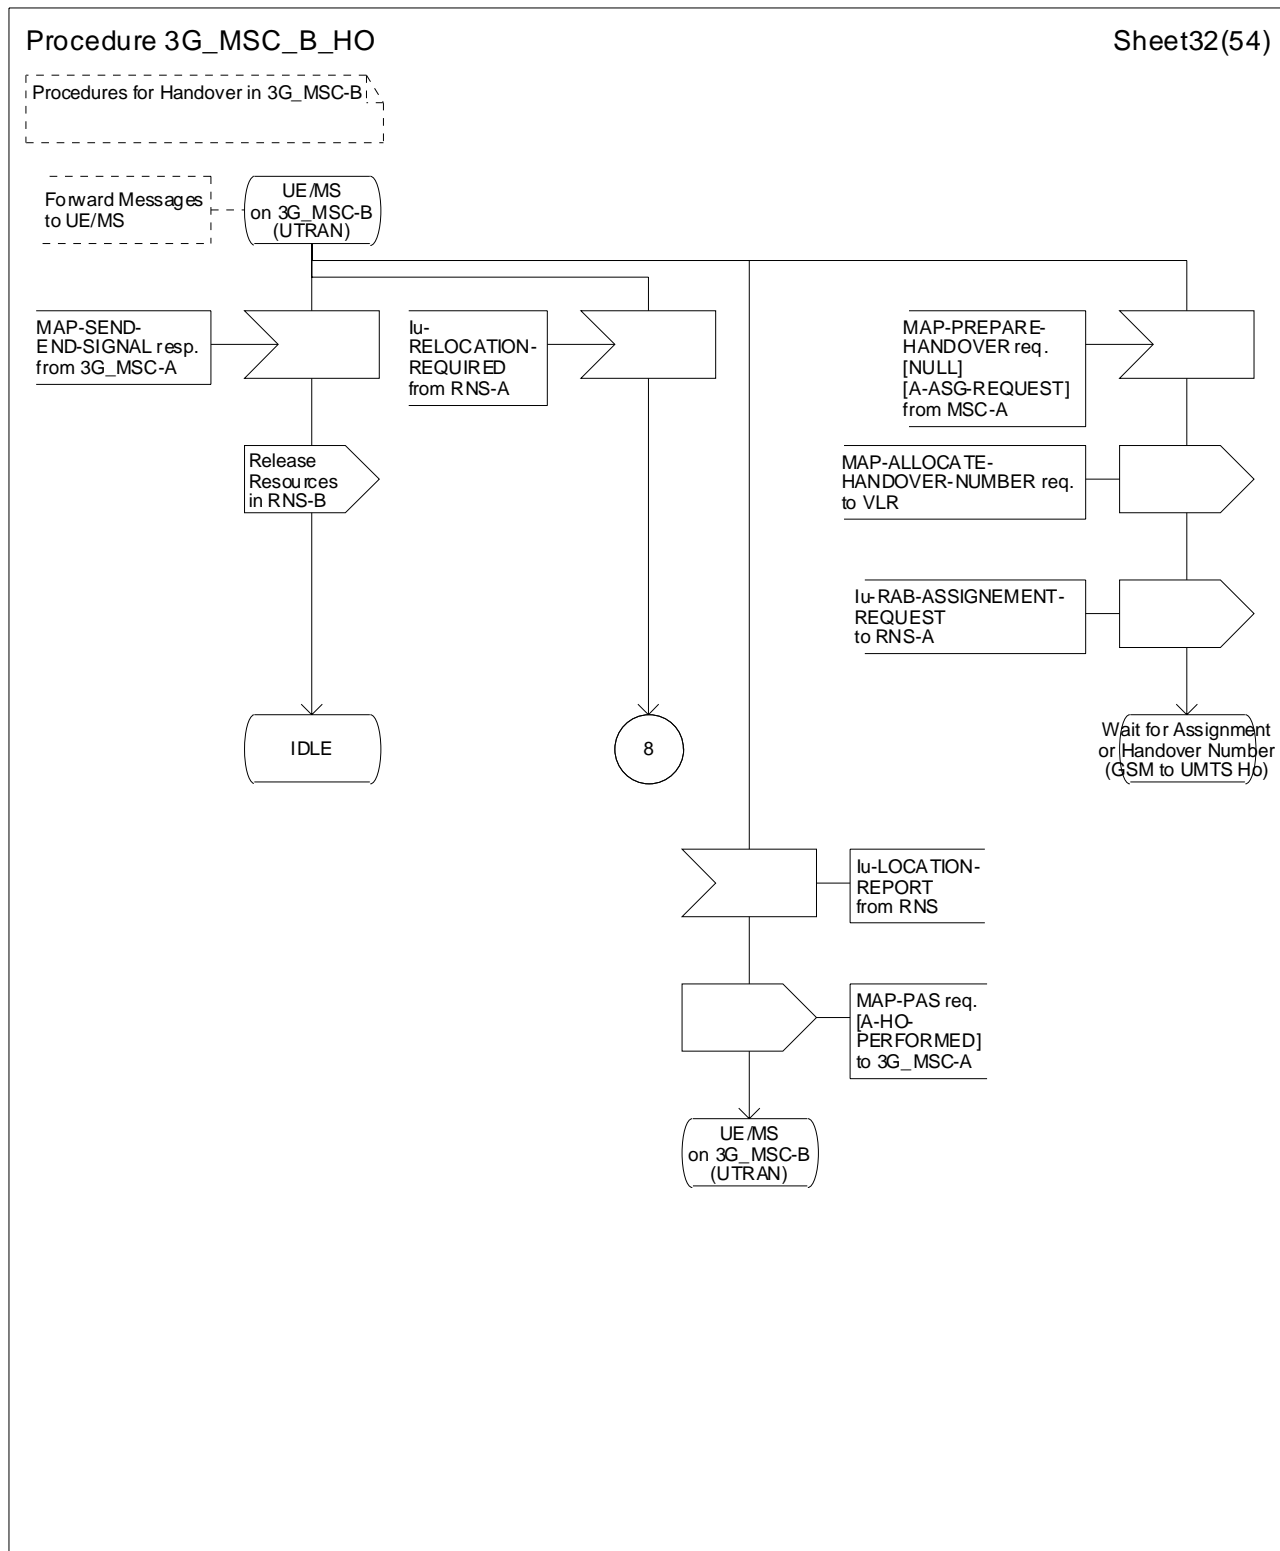 Procedure 3G_MSC_B_HO
Sheet32(54)
Procedures for Handover in 3G_MSC-B
Forward Messages
to UE/MS
UE/MS
on 3G_MSC-B
(UTRAN)
MAP-SEND-
END-SIGNAL resp.
from 3G_MSC-A
Iu-
RELOCATION-
REQUIRED
from RNS-A
MAP-PREPARE-
HANDOVER req.
[NULL]
[A-ASG-REQUEST]
from MSC-A
Release
Resources
in RNS-B
MAP-ALLOCATE-
HANDOVER-NUMBER req.
to VLR
Iu-RAB-ASSIGNEMENT-
REQUEST
to RNS-A
IDLE
8
Wait for Assignment
or Handover Number
(GSM to UMTS Ho)
Iu-LOCATION-
REPORT
from RNS
MAP-PAS req.
[A-HO-
PERFORMED]
to 3G_MSC-A
UE/MS
on 3G_MSC-B
(UTRAN)